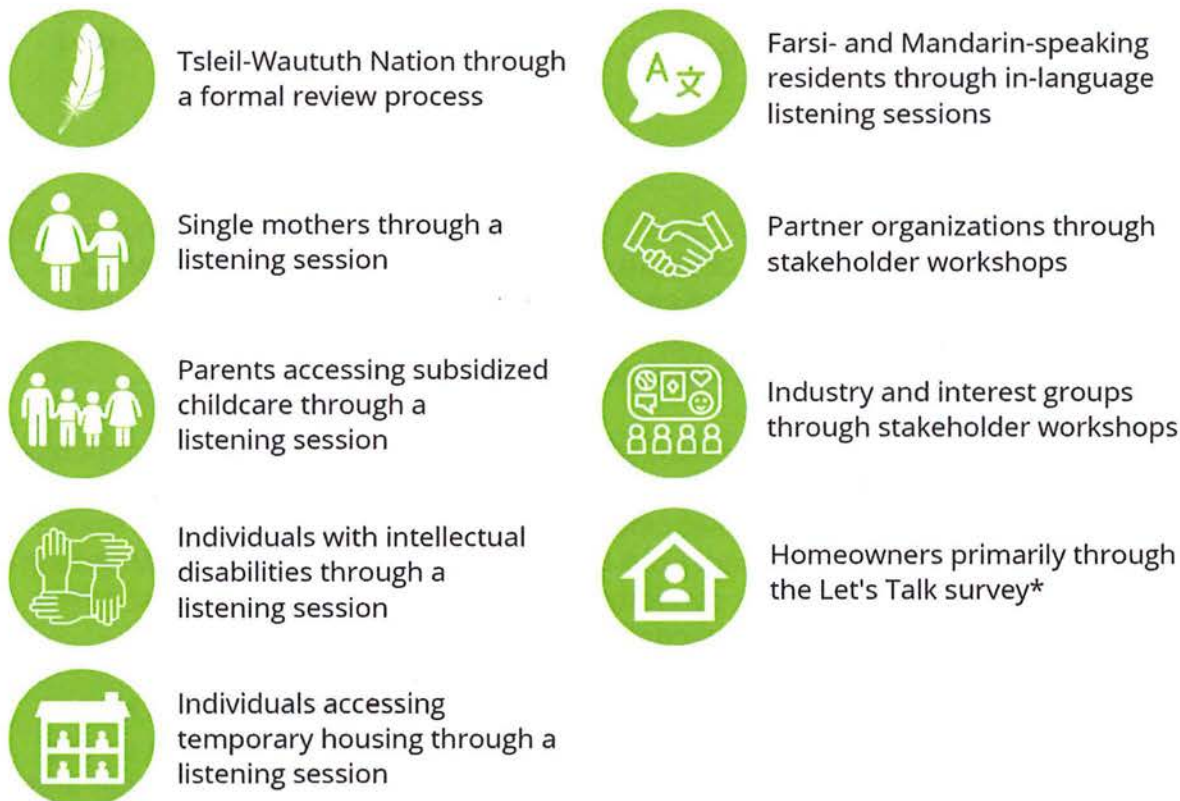 Tsleil-Waututh Nation through
a formal review process
Single mothers through a
listening session
Parents accessing subsidized
childcare through a
listening session
Individuals with intellectual
disabilities through a
listening session
Individuals accessing
temporary housing through a
listening session
A 文
Farsi- and Mandarin-speaking
residents through in-language
listening sessions
Partner organizations through
stakeholder workshops
Industry and interest groups
through stakeholder workshops
Homeowners primarily through
the Let's Talk survey*